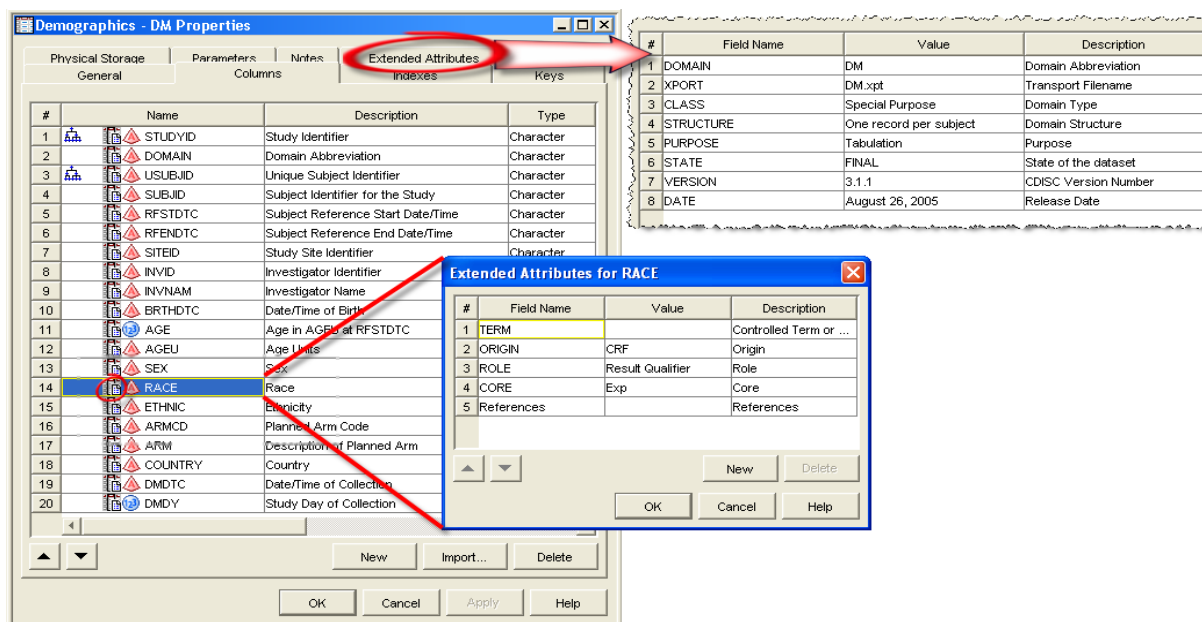 Demographics - DM Properties
Physical Storage Parameters Notes Extended Attributes
General Columns Indexes Keys
# Name Description Type
1 STUDYID Study Identifier Character
2 DOMAIN Domain Abbreviation Character
3 USUBJID Unique Subject Identifier Character
4 SUBJID Subject Identifier for the Study Character
5 RFSTDTC Subject Reference Start Date/Time Character
6 RFENDTC Subject Reference End Date/Time Character
7 SITEID Study Site Identifier Character
8 INVID Investigator Identifier
9 INVNAM Investigator Name
10 BRTHDTC Date/Time of Birth
11 123 AGE Age in AGEU at RFSTDTC
12 AGEU Age Units
13 SEX Sex
14 RACE Race
15 ETHNIC Ethnicity
16 ARMCD Planned Arm Code
17 ARM Description of Planned Arm
18 COUNTRY Country
19 DMDTC Date/Time of Collection
20 123 DMDY Study Day of Collection
New Import... Delete
OK Cancel Apply Help
# Field Name Value Description
1 DOMAIN DM Domain Abbreviation
2 XPORT DM.xpt Transport Filename
3 CLASS Special Purpose Domain Type
4 STRUCTURE One record per subject Domain Structure
5 PURPOSE Tabulation Purpose
6 STATE FINAL State of the dataset
7 VERSION 3.1.1 CDISC Version Number
8 DATE August 26, 2005 Release Date
Extended Attributes for RACE
# Field Name Value Description
1 TERM Controlled Term or ...
2 ORIGIN CRF Origin
3 ROLE Result Qualifier Role
4 CORE Exp Core
5 References References
New Delete
OK Cancel Help